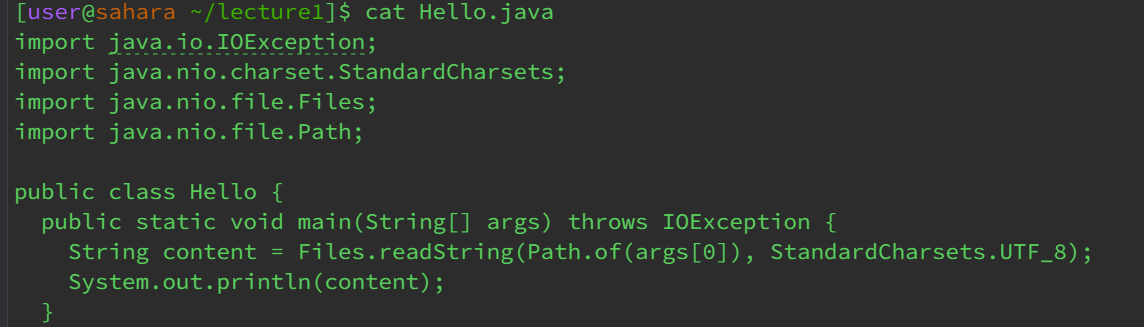 [user@sahara ~/lecture1]$ cat Hello.java
import java.io.IOException;
import java.nio.charset.StandardCharsets;
import java.nio.file.Files;
import java.nio.file.Path;

public class Hello {
  public static void main(String[] args) throws IOException {
    String content = Files.readString(Path.of(args[0]), StandardCharsets.UTF_8);
    System.out.println(content);
  }